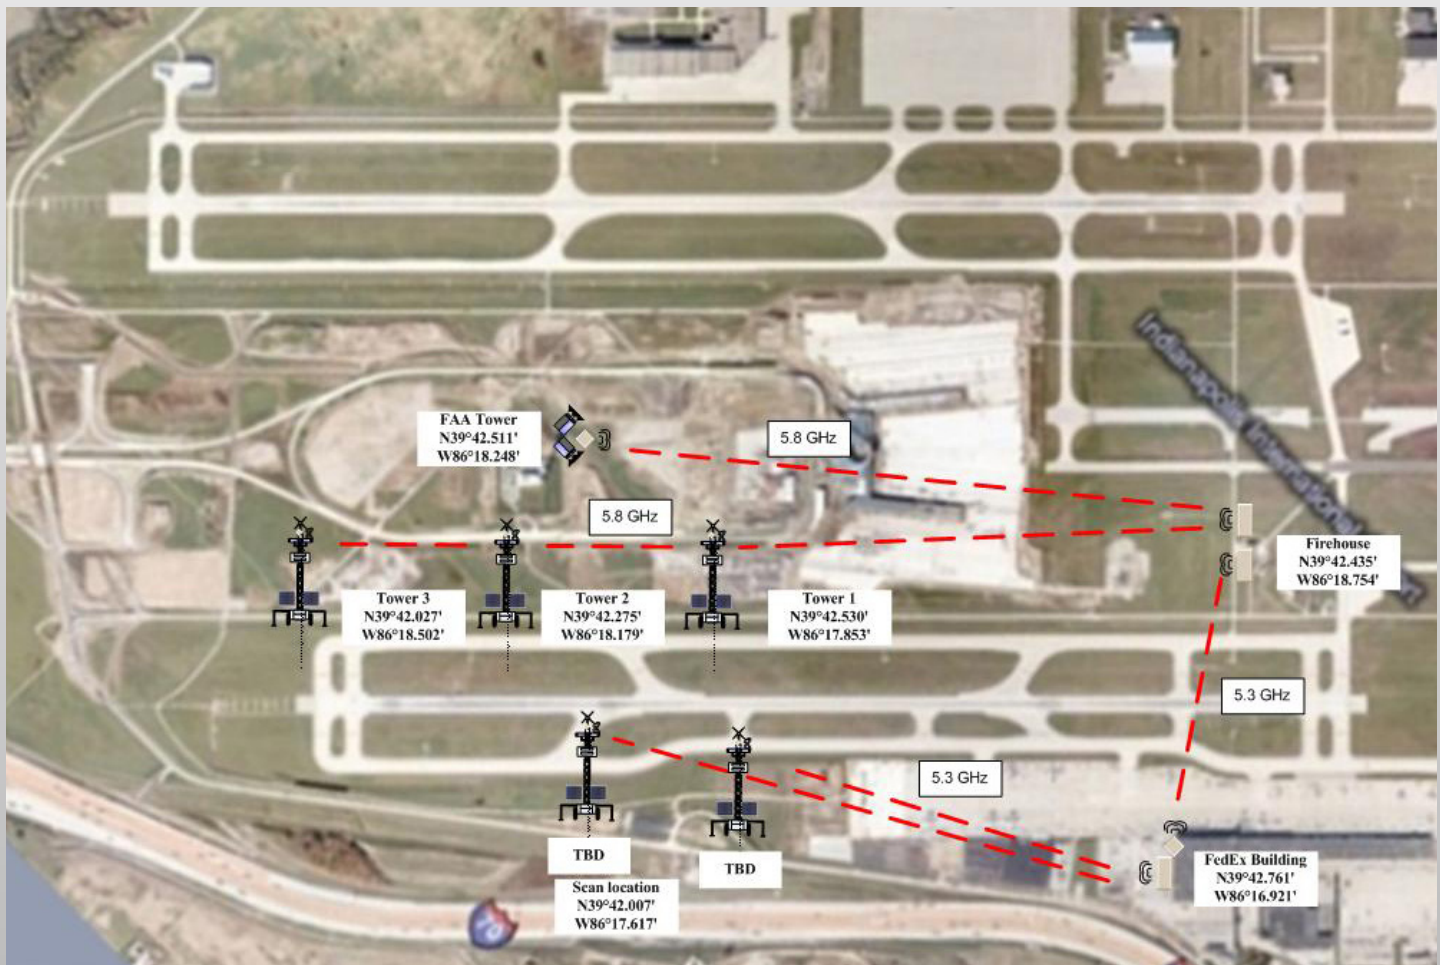 FAA Tower
N39°42.511'
W86°18.248'
5.8 GHz
5.8 GHz
Indianapolis International
Firehouse
N39°42.435'
W86°18.754'
Tower 3
N39°42.027'
W86°18.502'
Tower 2
N39°42.275'
W86°18.179'
Tower 1
N39°42.530'
W86°17.853'
5.3 GHz
5.3 GHz
TBD
TBD
FedEx Building
N39°42.761'
W86°16.921'
Scan location
N39°42.007'
W86°17.617'
70